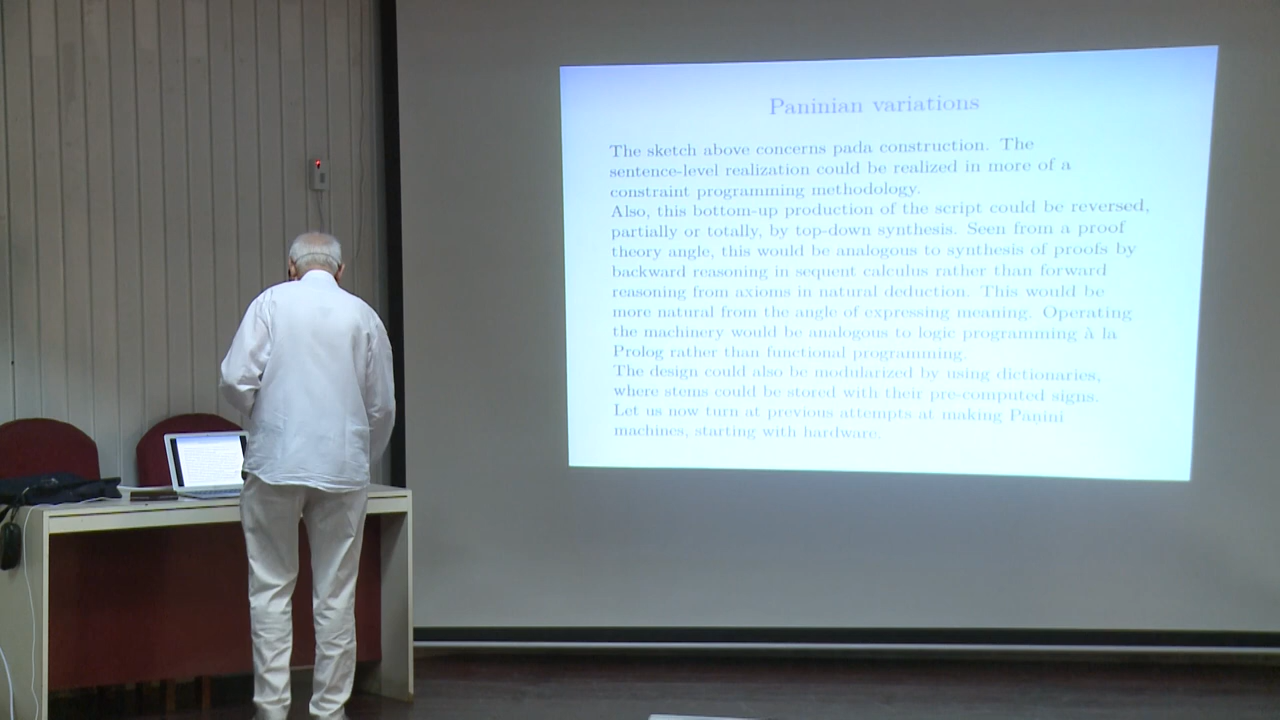 Paninian variations
The sketch above concerns pada construction. The
sentence-level realization could be realized in more of a
constraint programming methodology.
Also, this bottom-up production of the script could be reversed,
partially or totally, by top-down synthesis. Seen from a proof
theory angle, this would be analogous to synthesis of proofs by
backward reasoning in sequent calculus rather than forward
reasoning from axioms in natural deduction. This would be
more natural from the angle of expressing meaning. Operating
the machinery would be analogous to logic programming à la
Prolog rather than functional programming.
The design could also be modularized by using dictionaries,
where stems could be stored with their pre-computed signs.
Let us now turn at previous attempts at making Panini
machines, starting with hardware.